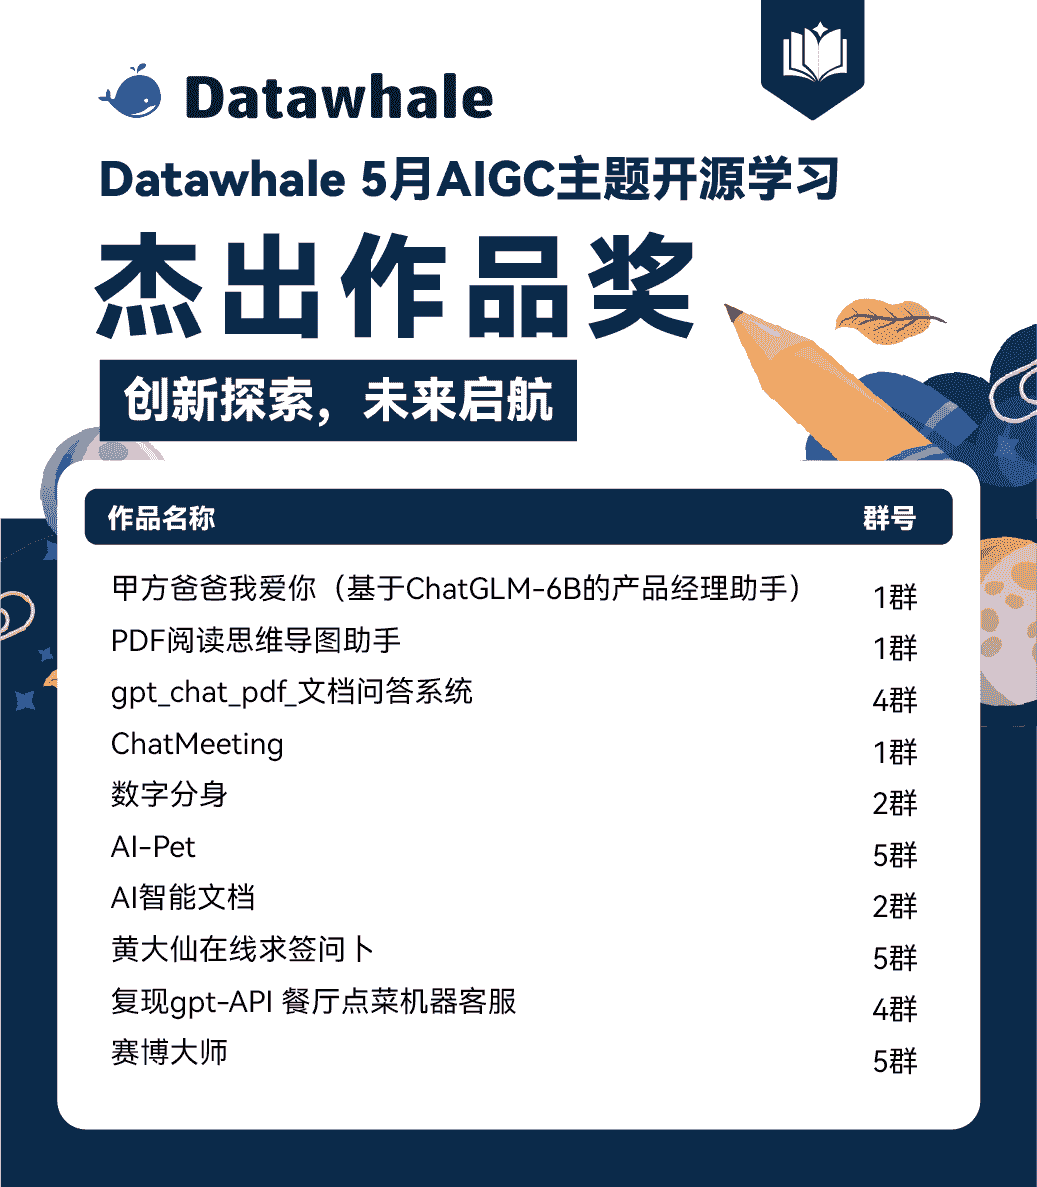 Datawhale
Datawhale 5月AIGC主题开源学习
杰出作品奖
创新探索，未来启航
作品名称 群号
甲方爸爸我爱你（基于ChatGLM-6B的产品经理助手） 1群
PDF阅读思维导图助手 1群
gpt_chat_pdf_文档问答系统 4群
ChatMeeting 1群
数字分身 2群
AI-Pet 5群
AI智能文档 2群
黄大仙在线求签问卜 5群
复现gpt-API 餐厅点菜机器客服 4群
赛博大师 5群